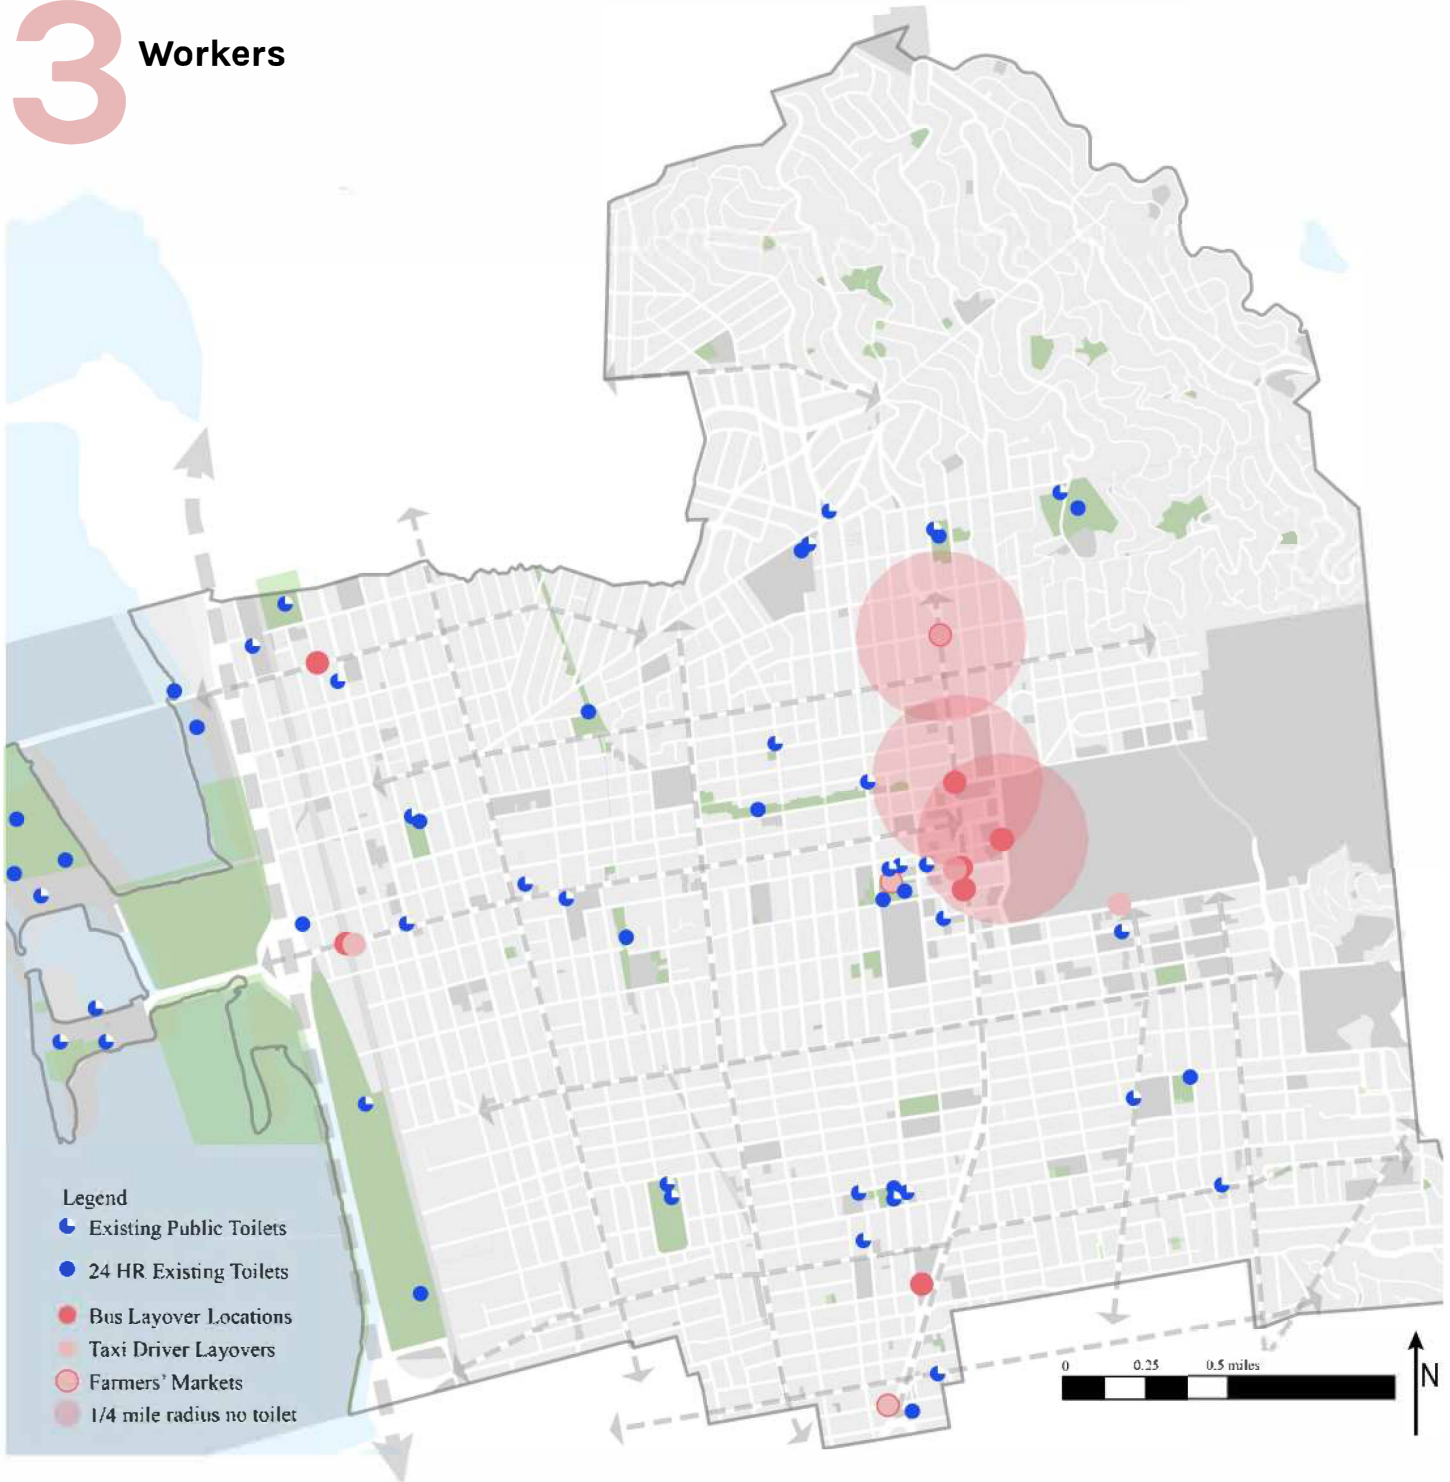 3 Workers
Legend
Existing Public Toilets
24 HR Existing Toilets
Bus Layover Locations
Taxi Driver Layovers
Farmers' Markets
1/4 mile radius no toilet
0 0.25 0.5 miles
N